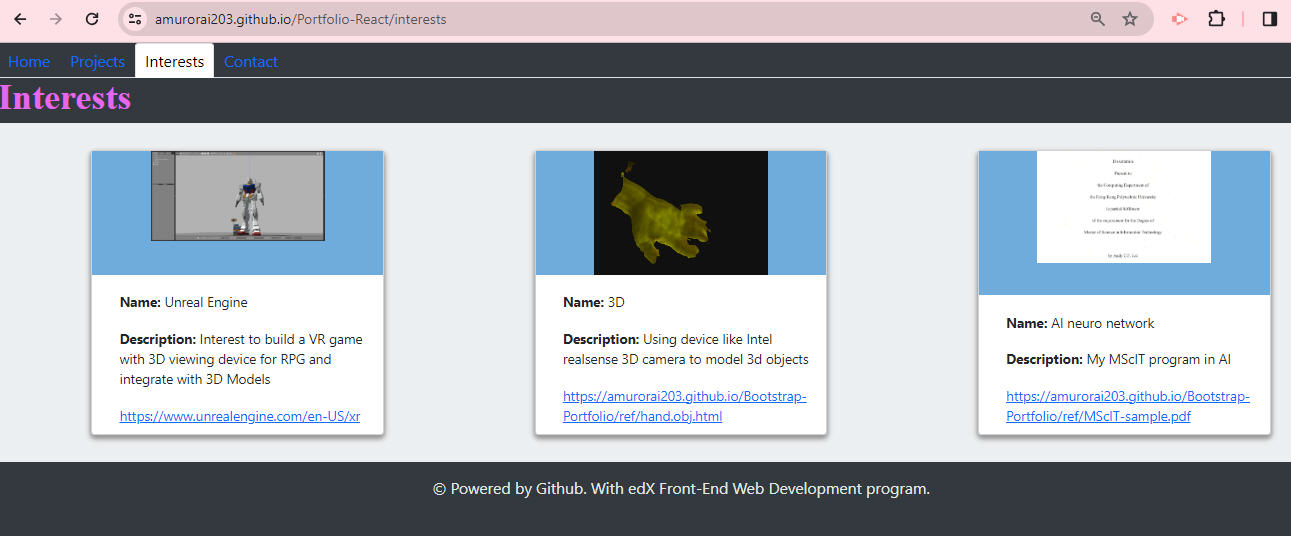 amurorai203.github.io/Portfolio-React/interests
Home Projects Interests Contact
Interests
Name: Unreal Engine
Description: Interest to build a VR game
with 3D viewing device for RPG and
integrate with 3D Models
https://www.unrealengine.com/en-US/xr
Name: 3D
Description: Using device like Intel
realsense 3D camera to model 3d objects
https://amurorai203.github.io/Bootstrap-
Portfolio/ref/hand.obj.html
Dissertation
Present to
the Computing Department of
the Hong Kong Polytechnic University
in partial fulfilment
of the requirement for the Degree of
Master of Science in Information Technology
Name: AI neuro network
Description: My MScIT program in AI
https://amurorai203.github.io/Bootstrap-
Portfolio/ref/MScIT-sample.pdf
© Powered by Github. With edX Front-End Web Development program.